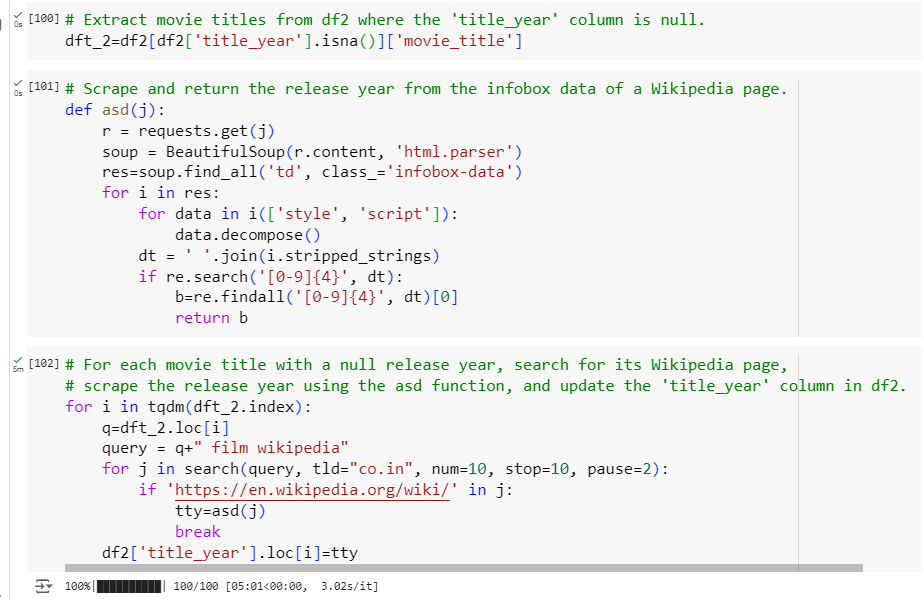 [100] # Extract movie titles from df2 where the 'title_year' column is null.
dft_2=df2[df2['title_year'].isna()]['movie_title']
0s
[101] # Scrape and return the release year from the infobox data of a Wikipedia page.
0s
def asd(j):
    r = requests.get(j)
    soup = BeautifulSoup(r.content, 'html.parser')
    res=soup.find_all('td', class_='infobox-data')
    for i in res:
        for data in i(['style', 'script']):
            data.decompose()
        dt = ' '.join(i.stripped_strings)
        if re.search('[0-9]{4}', dt):
            b=re.findall('[0-9]{4}', dt)[0]
            return b
[102] # For each movie title with a null release year, search for its Wikipedia page,
5m
# scrape the release year using the asd function, and update the 'title_year' column in df2.
for i in tqdm(dft_2.index):
    q=dft_2.loc[i]
    query = q+" film wikipedia"
    for j in search(query, tld="co.in", num=10, stop=10, pause=2):
        if 'https://en.wikipedia.org/wiki/' in j:
            tty=asd(j)
            break
    df2['title_year'].loc[i]=tty
100%|██████████| 100/100 [05:01<00:00,  3.02s/it]